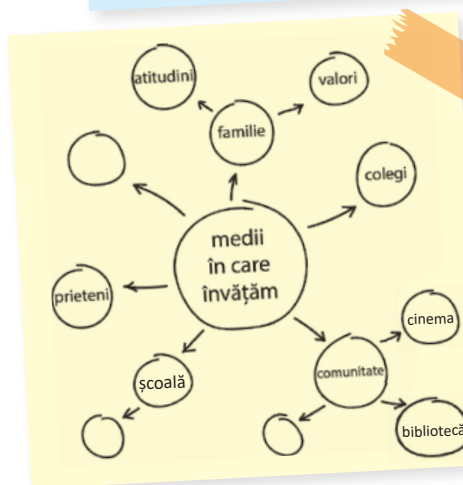 atitudini
valori
familie
colegi
medii
în care
învățăm
prieteni
cinema
școală
comunitate
bibliotecă